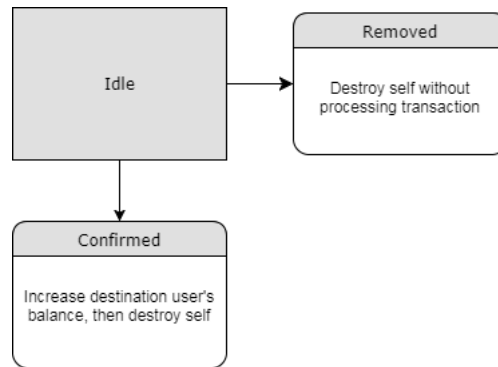 Idle
Removed
Destroy self without
processing transaction
Confirmed
Increase destination user's
balance, then destroy self